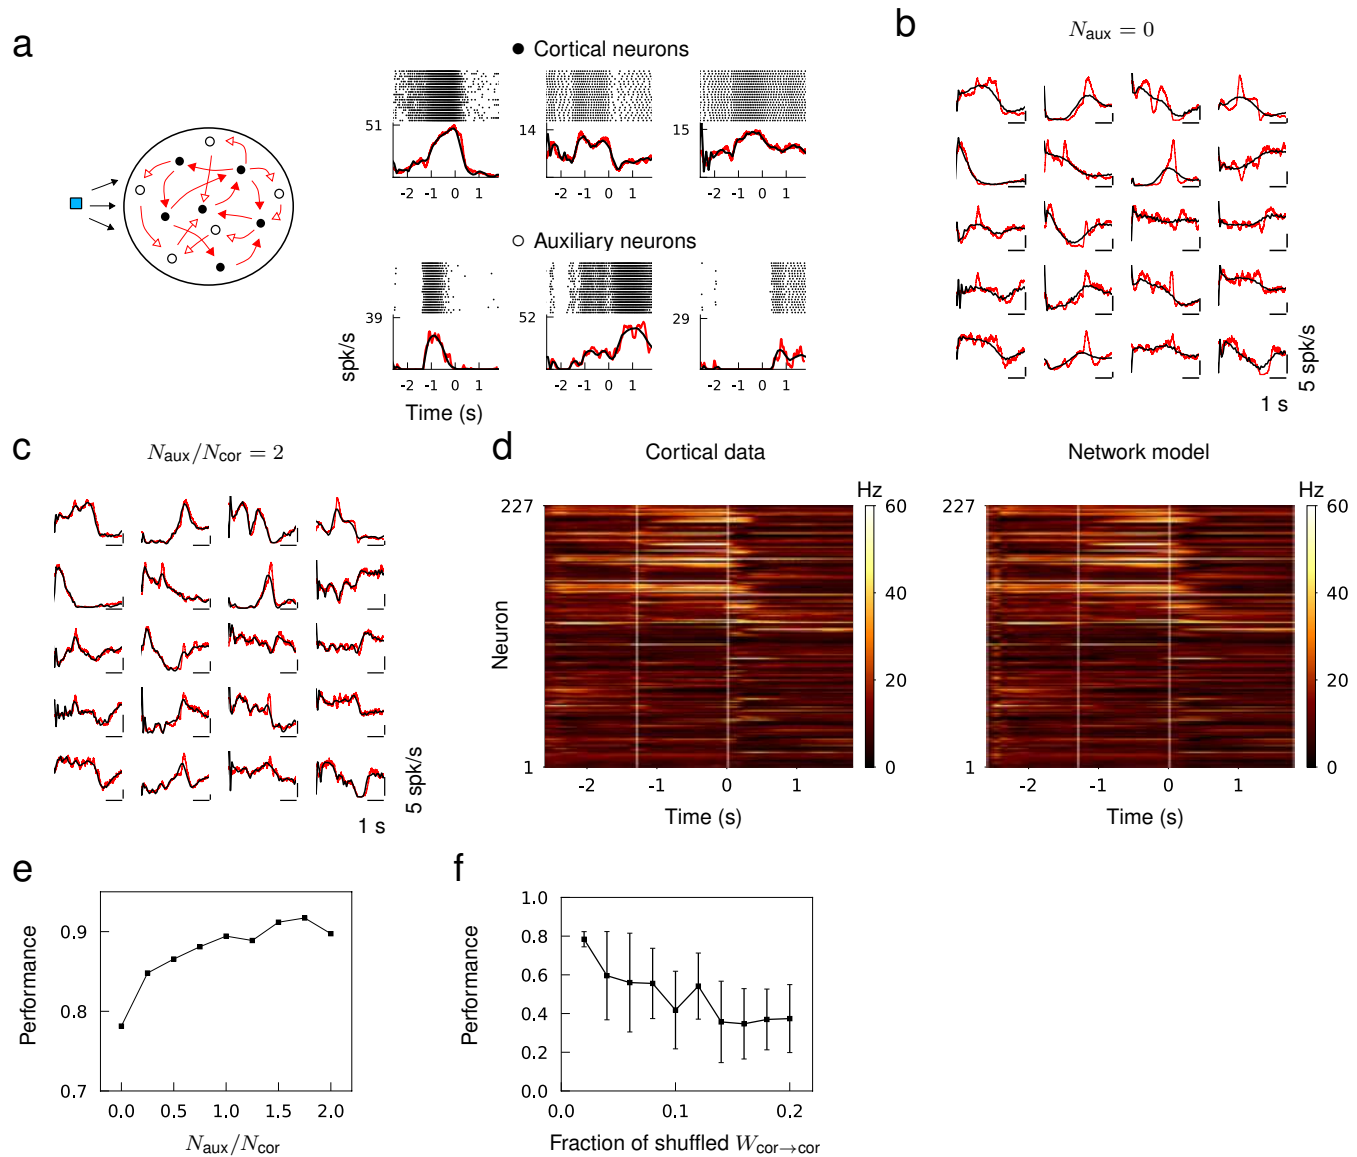 a
● Cortical neurons
51
14
15
-2 -1 0 1
-2 -1 0 1
-2 -1 0 1
○ Auxiliary neurons
39
52
29
spk/s
-2 -1 0 1
-2 -1 0 1
-2 -1 0 1
Time (s)
b
N_aux = 0
5 spk/s
1 s
c
N_aux/N_cor = 2
5 spk/s
1 s
d
Cortical data
Network model
Hz
Hz
227
60
227
60
Neuron
40
40
20
20
1
0
1
0
-2 -1 0 1
-2 -1 0 1
Time (s)
Time (s)
e
Performance
0.9
0.8
0.7
0.0 0.5 1.0 1.5 2.0
N_aux/N_cor
f
Performance
1.0
0.8
0.6
0.4
0.2
0.0
0.0 0.1 0.2
Fraction of shuffled W_cor→cor